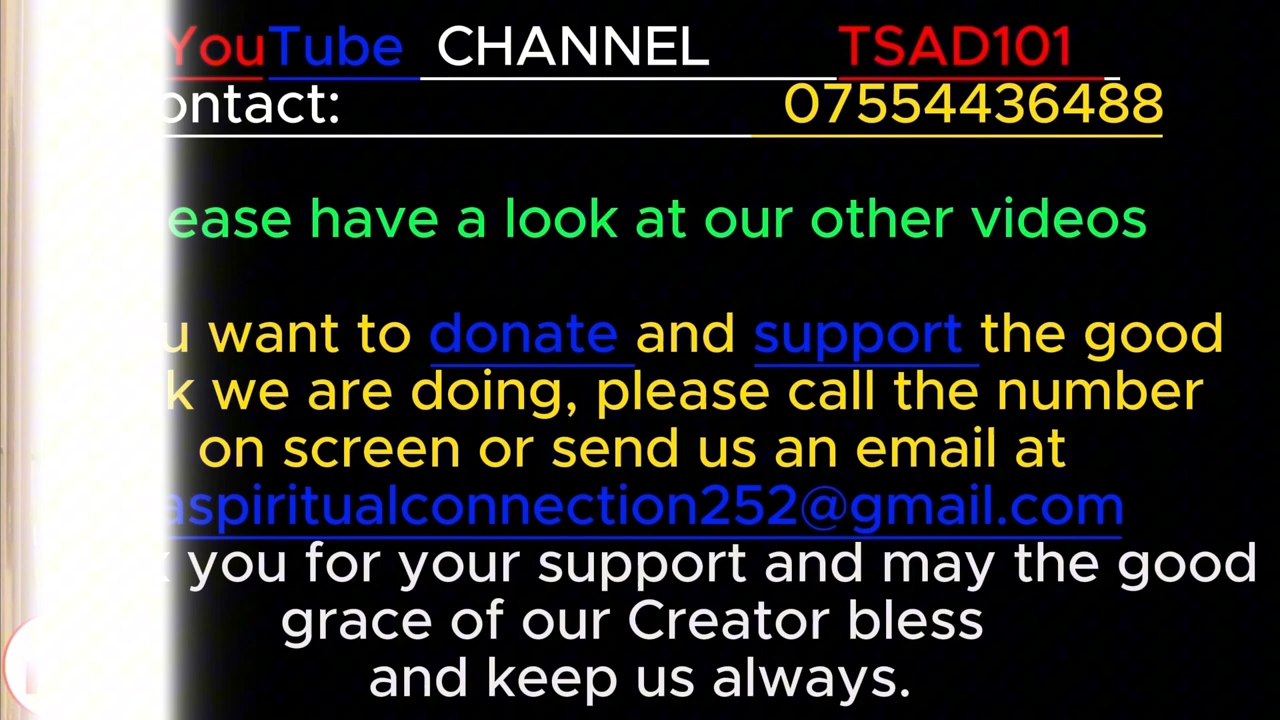 YouTube CHANNEL TSAD101
ontact: 07554436488
ease have a look at our other videos
u want to donate and support the good
k we are doing, please call the number
on screen or send us an email at
aspiritualconnection252@gmail.com
you for your support and may the good
grace of our Creator bless
and keep us always.